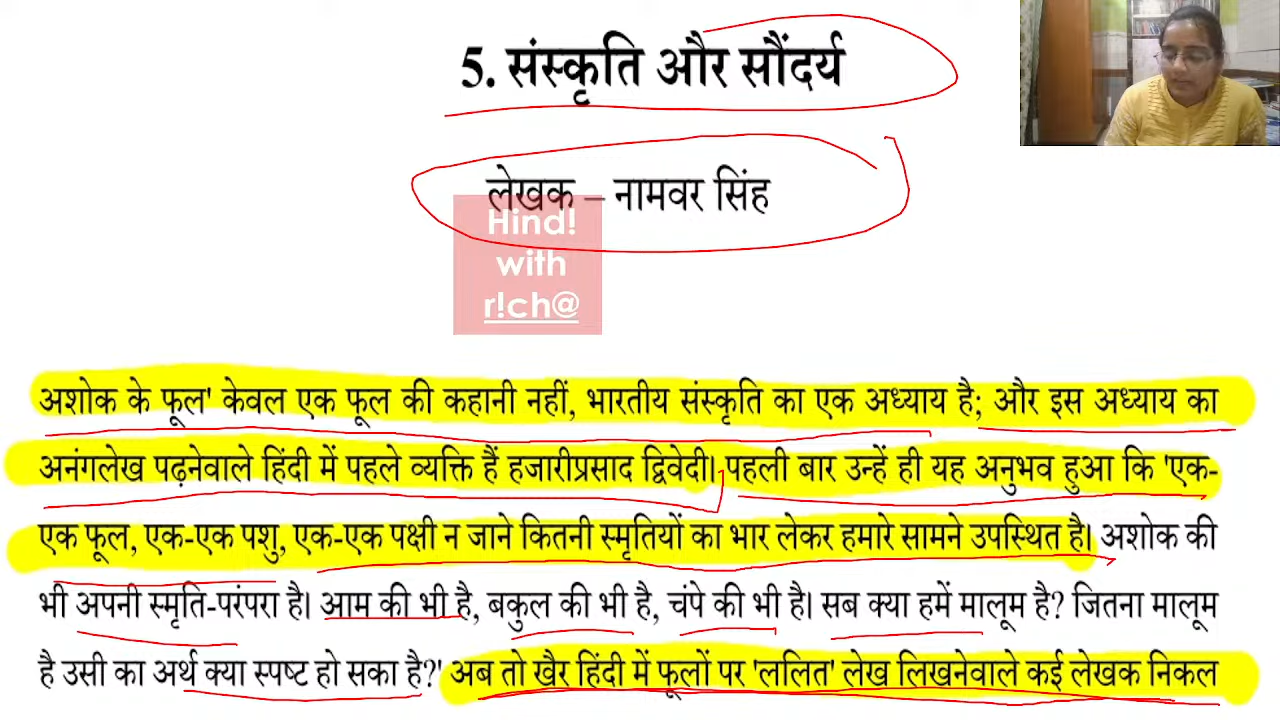 5. संस्कृति और सौंदर्य
लेखक – नामवर सिंह
Hind!
with
r!ch@
अशोक के फूल' केवल एक फूल की कहानी नहीं, भारतीय संस्कृति का एक अध्याय है; और इस अध्याय का
अनंगलेख पढ़नेवाले हिंदी में पहले व्यक्ति हैं हजारीप्रसाद द्विवेदी। पहली बार उन्हें ही यह अनुभव हुआ कि 'एक-
एक फूल, एक-एक पशु, एक-एक पक्षी न जाने कितनी स्मृतियों का भार लेकर हमारे सामने उपस्थित है। अशोक की
भी अपनी स्मृति-परंपरा है। आम की भी है, बकुल की भी है, चंपे की भी है। सब क्या हमें मालूम है? जितना मालूम
है उसी का अर्थ क्या स्पष्ट हो सका है?' अब तो खैर हिंदी में फूलों पर 'ललित' लेख लिखनेवाले कई लेखक निकल